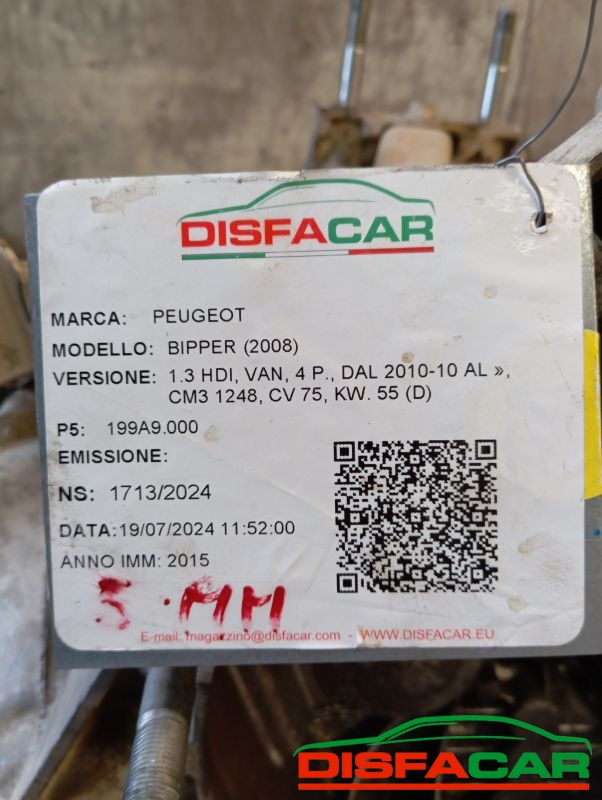 DISFACAR
MARCA: PEUGEOT
MODELLO: BIPPER (2008)
VERSIONE: 1.3 HDI, VAN, 4 P., DAL 2010-10 AL »,
CM3 1248, CV 75, KW. 55 (D)
P5: 199A9.000
EMISSIONE:
NS: 1713/2024
DATA:19/07/2024 11:52:00
ANNO IMM: 2015
5.MM
E-mail: magazzino@disfacar.com - WWW.DISFACAR.EU
DISFACAR